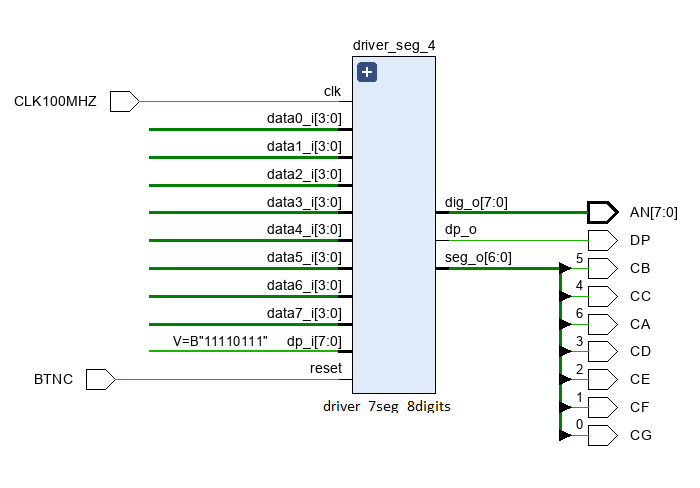 driver_seg_4
CLK100MHZ
clk
data0_i[3:0]
data1_i[3:0]
data2_i[3:0]
data3_i[3:0]
data4_i[3:0]
data5_i[3:0]
data6_i[3:0]
data7_i[3:0]
V=B"11110111" dp_i[7:0]
BTNC
reset
dig_o[7:0]
dp_o
seg_o[6:0]
AN[7:0]
DP
5 CB
4 CC
6 CA
3 CD
2 CE
1 CF
0 CG
driver_7seg_8digits